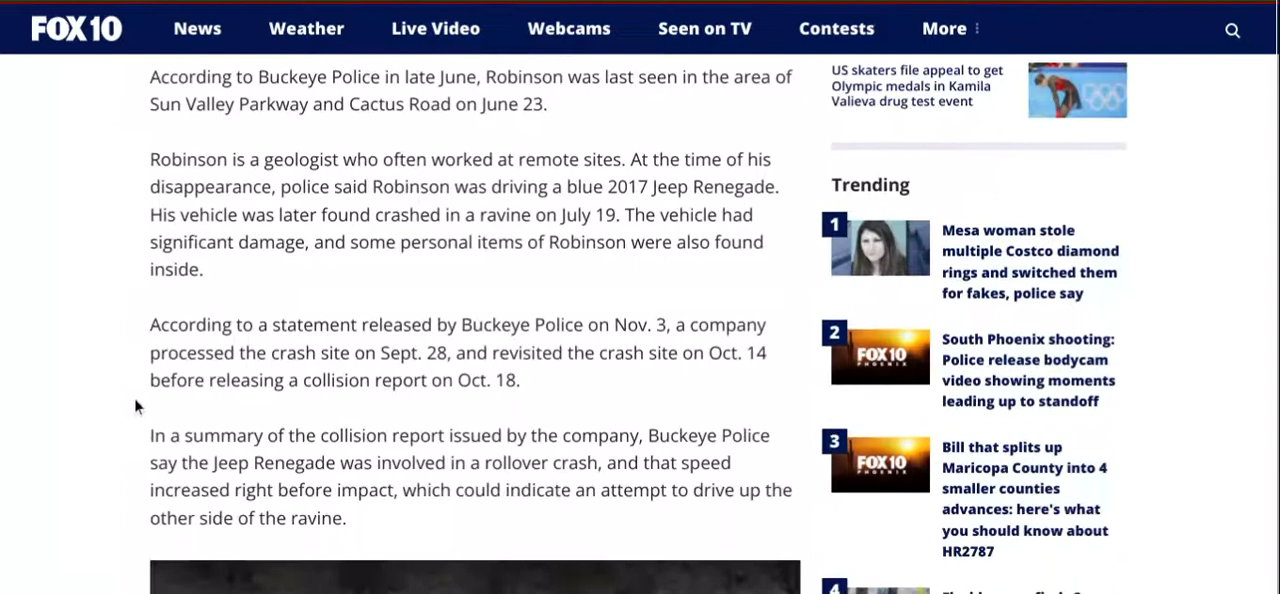 FOX 10
News
Weather
Live Video
Webcams
Seen on TV
Contests
More
According to Buckeye Police in late June, Robinson was last seen in the area of
Sun Valley Parkway and Cactus Road on June 23.
Robinson is a geologist who often worked at remote sites. At the time of his
disappearance, police said Robinson was driving a blue 2017 Jeep Renegade.
His vehicle was later found crashed in a ravine on July 19. The vehicle had
significant damage, and some personal items of Robinson were also found
inside.
According to a statement released by Buckeye Police on Nov. 3, a company
processed the crash site on Sept. 28, and revisited the crash site on Oct. 14
before releasing a collision report on Oct. 18.
In a summary of the collision report issued by the company, Buckeye Police
say the Jeep Renegade was involved in a rollover crash, and that speed
increased right before impact, which could indicate an attempt to drive up the
other side of the ravine.
US skaters file appeal to get
Olympic medals in Kamila
Valieva drug test event
Trending
1
Mesa woman stole
multiple Costco diamond
rings and switched them
for fakes, police say
2
FOX 10
PHOENIX
South Phoenix shooting:
Police release bodycam
video showing moments
leading up to standoff
3
FOX 10
PHOENIX
Bill that splits up
Maricopa County into 4
smaller counties
advances: here's what
you should know about
HR2787
4